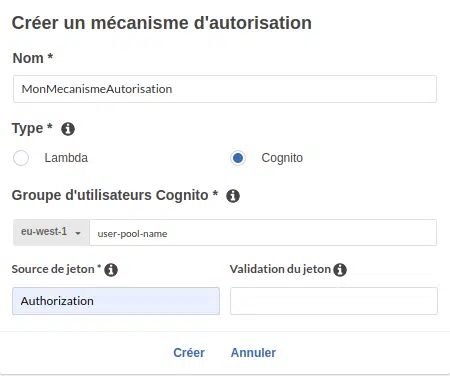 Créer un mécanisme d'autorisation
Nom *
MonMecanismeAutorisation
Type *
Lambda Cognito
Groupe d'utilisateurs Cognito *
eu-west-1 user-pool-name
Source de jeton * Validation du jeton
Authorization
Créer Annuler